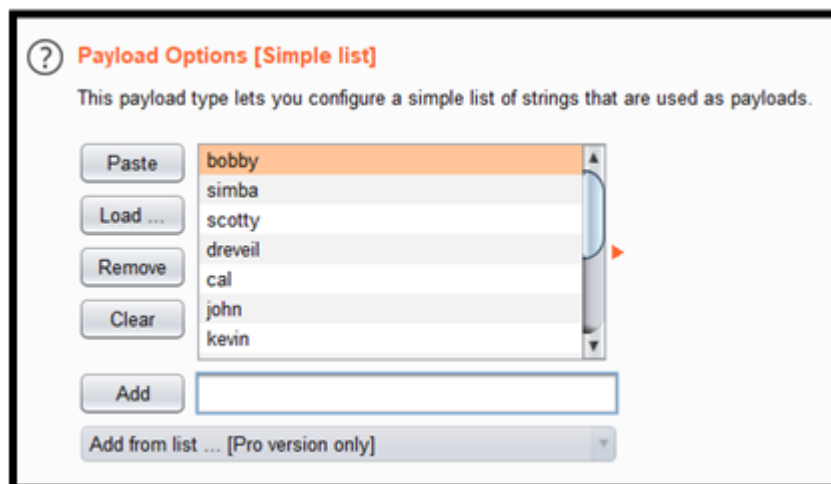 Payload Options [Simple list]
This payload type lets you configure a simple list of strings that are used as payloads.
Paste
Load ...
Remove
Clear
bobby
simba
scotty
dreveil
cal
john
kevin
Add
Add from list ... [Pro version only]